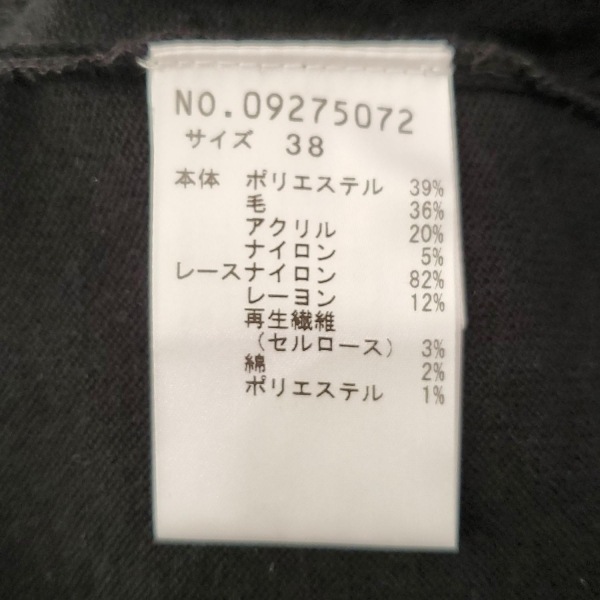 NO.09275072
サイズ 38
本体 ポリエステル 39%
毛 36%
アクリル 20%
ナイロン 5%
レースナイロン 82%
レーヨン 12%
再生繊維
(セルロース) 3%
綿 2%
ポリエステル 1%